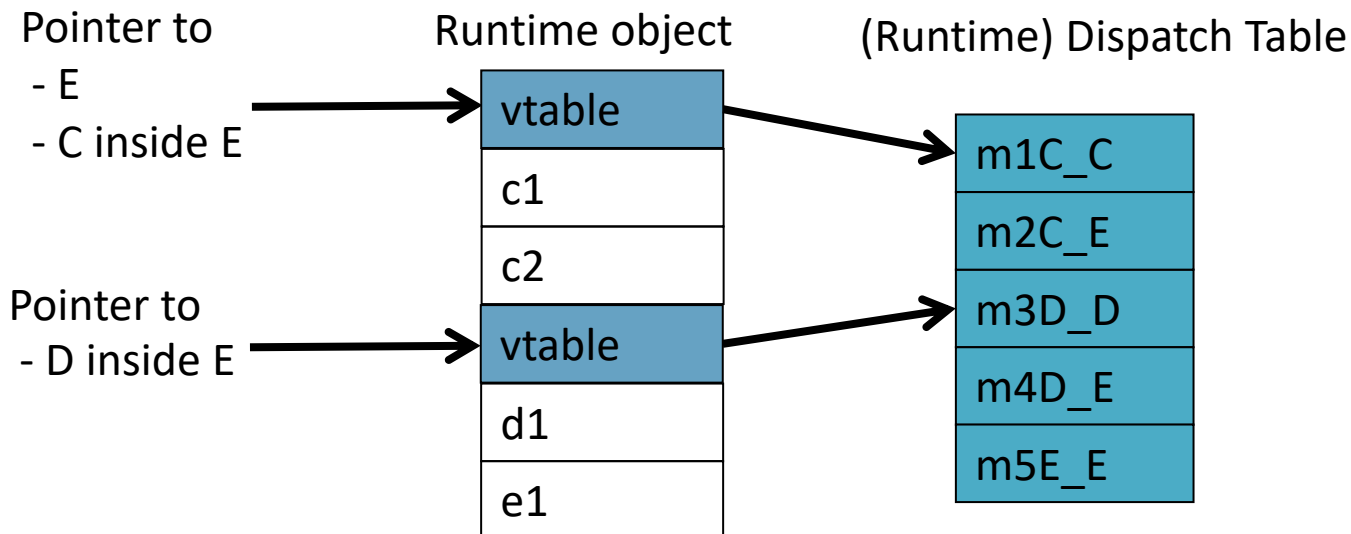 Pointer to
- E
- C inside E
Pointer to
- D inside E
Runtime object
vtable
c1
c2
vtable
d1
e1
(Runtime) Dispatch Table
m1C_C
m2C_E
m3D_D
m4D_E
m5E_E